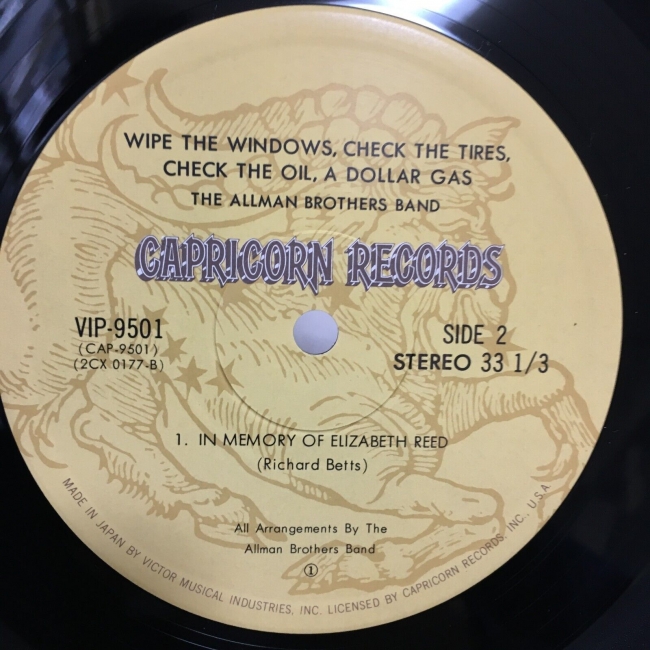 WIPE THE WINDOWS, CHECK THE TIRES,
CHECK THE OIL, A DOLLAR GAS
THE ALLMAN BROTHERS BAND
CAPRICORN RECORDS
VIP-9501
(CAP-9501)
(2CX 0177-B)
SIDE 2
STEREO 33 1/3
1. IN MEMORY OF ELIZABETH REED
(Richard Betts)
All Arrangements By The
Allman Brothers Band
①
MADE IN JAPAN BY VICTOR MUSICAL INDUSTRIES, INC. LICENSED BY CAPRICORN RECORDS, INC. U.S.A.